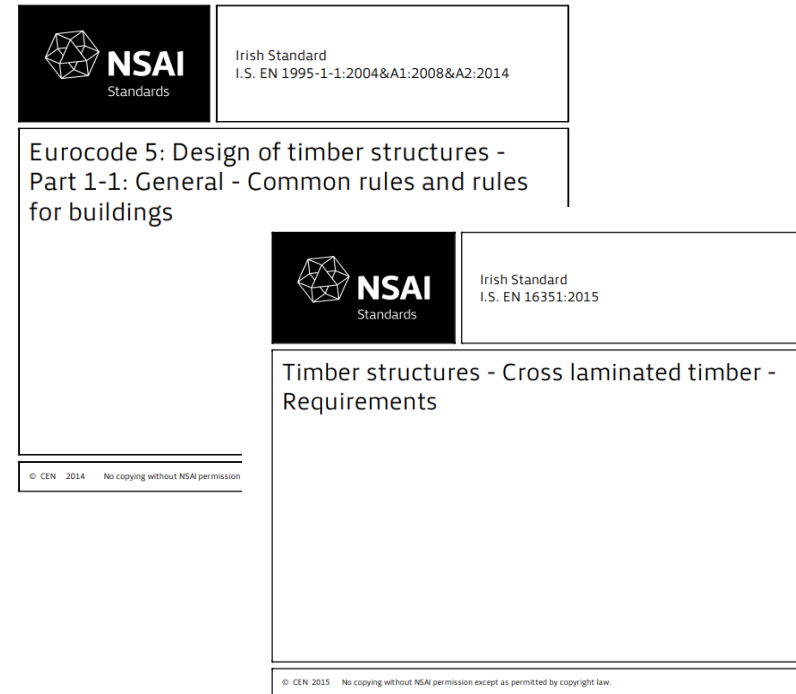 NSAI
Standards
Irish Standard
I.S. EN 1995-1-1:2004&A1:2008&A2:2014
Eurocode 5: Design of timber structures -
Part 1-1: General - Common rules and rules
for buildings
© CEN 2014 No copying without NSAI permission
NSAI
Standards
Irish Standard
I.S. EN 16351:2015
Timber structures - Cross laminated timber -
Requirements
© CEN 2015 No copying without NSAI permission except as permitted by copyright law.